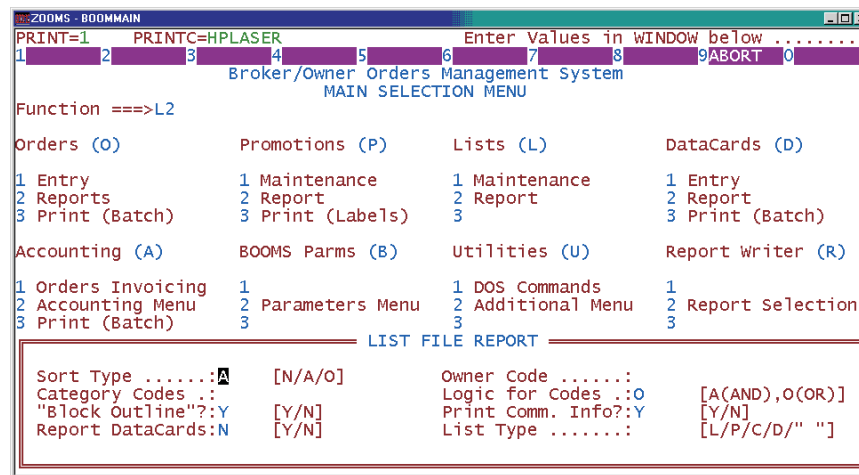 ZOOMS - BOOMMAIN
PRINT=1 PRINTC=HPLASER Enter Values in WINDOW below ........
1 2 3 4 5 6 7 8 9ABORT 0
Broker/Owner Orders Management System
MAIN SELECTION MENU
Function ===>L2
Orders (O) Promotions (P) Lists (L) DataCards (D)
1 Entry 1 Maintenance 1 Maintenance 1 Entry
2 Reports 2 Report 2 Report 2 Report
3 Print (Batch) 3 Print (Labels) 3 3 Print (Batch)
Accounting (A) BOOMS Parms (B) Utilities (U) Report Writer (R)
1 Orders Invoicing 1 1 DOS Commands 1
2 Accounting Menu 2 Parameters Menu 2 Additional Menu 2 Report Selection
3 Print (Batch) 3 3 3
LIST FILE REPORT
Sort Type ......:A [N/A/O] Owner Code ......:
Category Codes .: Logic for Codes .:O [A(AND),O(OR)]
"Block Outline"?:Y [Y/N] Print Comm. Info?:Y [Y/N]
Report DataCards:N [Y/N] List Type .......: [L/P/C/D/" "]